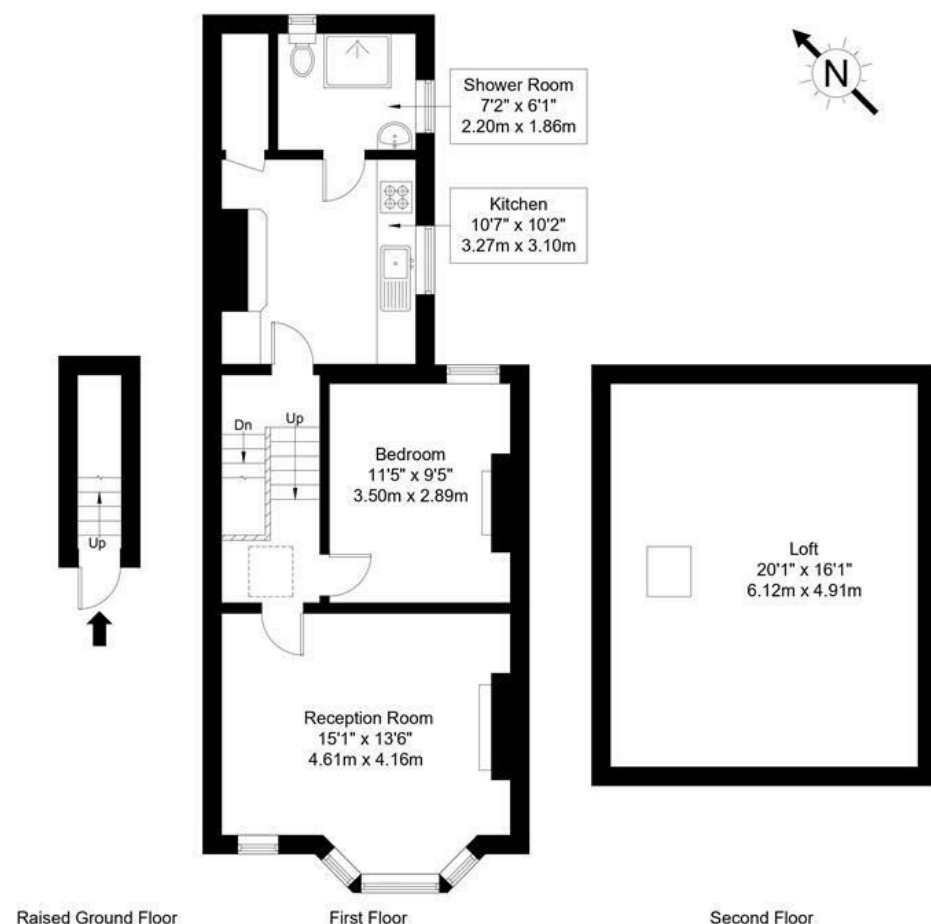 N
Shower Room
7'2" x 6'1"
2.20m x 1.86m
Kitchen
10'7" x 10'2"
3.27m x 3.10m
Dn
Up
Bedroom
11'5" x 9'5"
3.50m x 2.89m
Up
Loft
20'1" x 16'1"
6.12m x 4.91m
Reception Room
15'1" x 13'6"
4.61m x 4.16m
Raised Ground Floor
First Floor
Second Floor